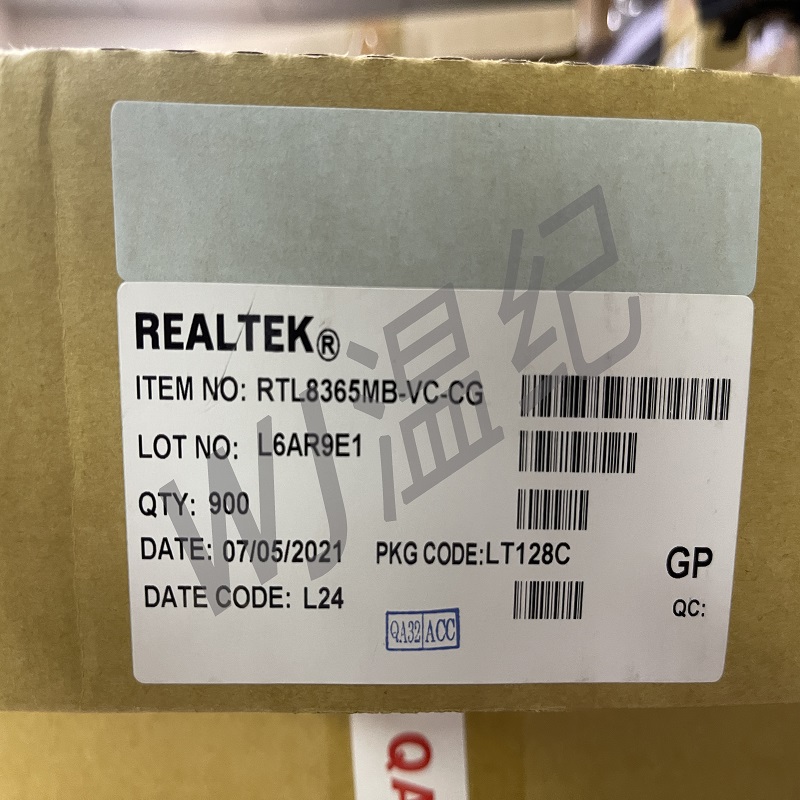 REALTEK®
ITEM NO: RTL8365MB-VC-CG
LOT NO: L6AR9E1
QTY: 900
DATE: 07/05/2021 PKG CODE:LT128C
GP
DATE CODE: L24
QC:
QA32 ACC
WJ温纪
QA